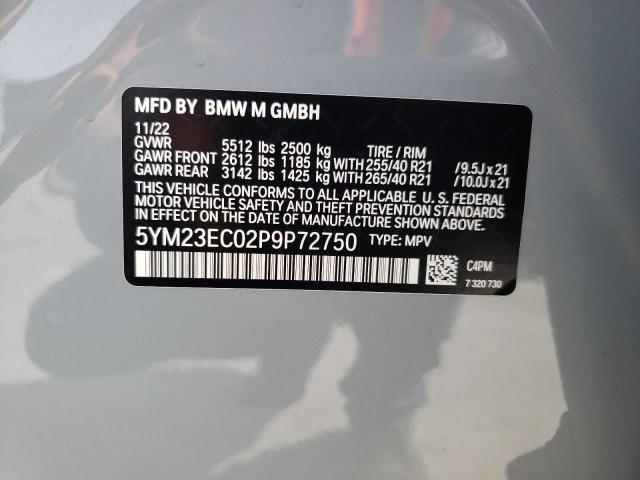 MFD BY BMW M GMBH
11/22
GVWR 5512 lbs 2500 kg TIRE / RIM
GAWR FRONT 2612 lbs 1185 kg WITH 255/40 R21 /9.5J x 21
GAWR REAR 3142 lbs 1425 kg WITH 265/40 R21 /10.0J x 21
THIS VEHICLE CONFORMS TO ALL APPLICABLE U. S. FEDERAL
MOTOR VEHICLE SAFETY, BUMPER AND
THEFT PREVENTION STANDARDS
IN EFFECT ON THE DATE OF MANUFACTURE SHOWN ABOVE.
5YM23EC02P9P72750 TYPE: MPV
C4PM
7 320 730